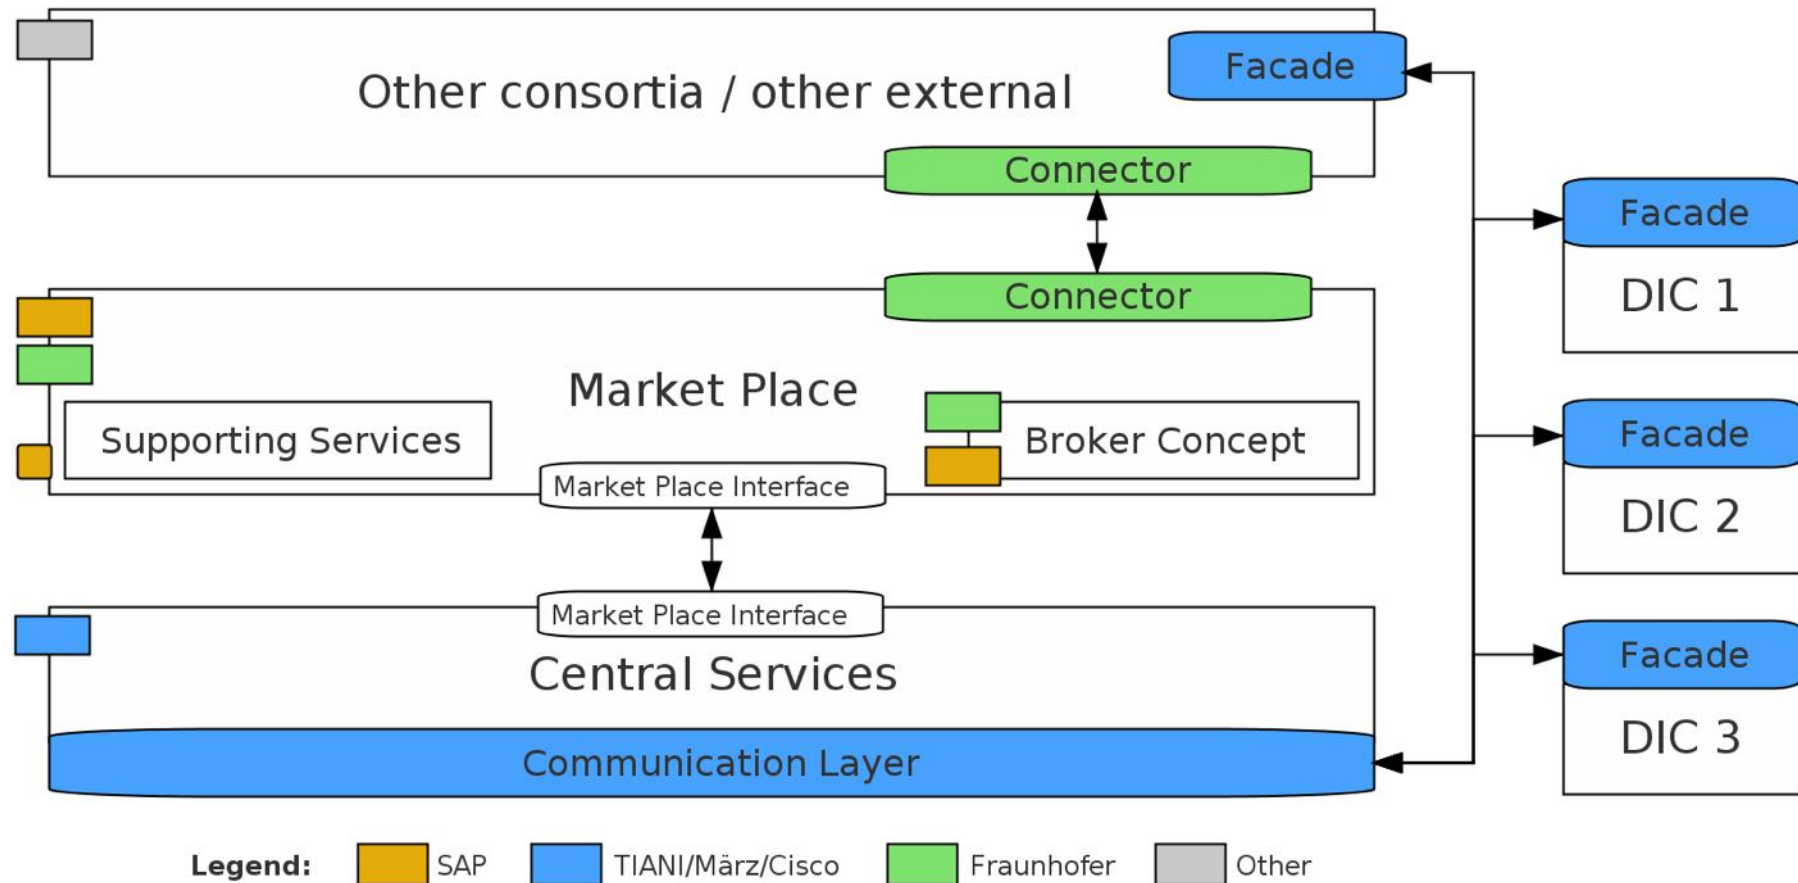 Other consortia / other external
Facade
Connector
Connector
Market Place
Supporting Services
Broker Concept
Market Place Interface
Market Place Interface
Central Services
Communication Layer
Facade
DIC 1
Facade
DIC 2
Facade
DIC 3
Legend: SAP TIANI/März/Cisco Fraunhofer Other